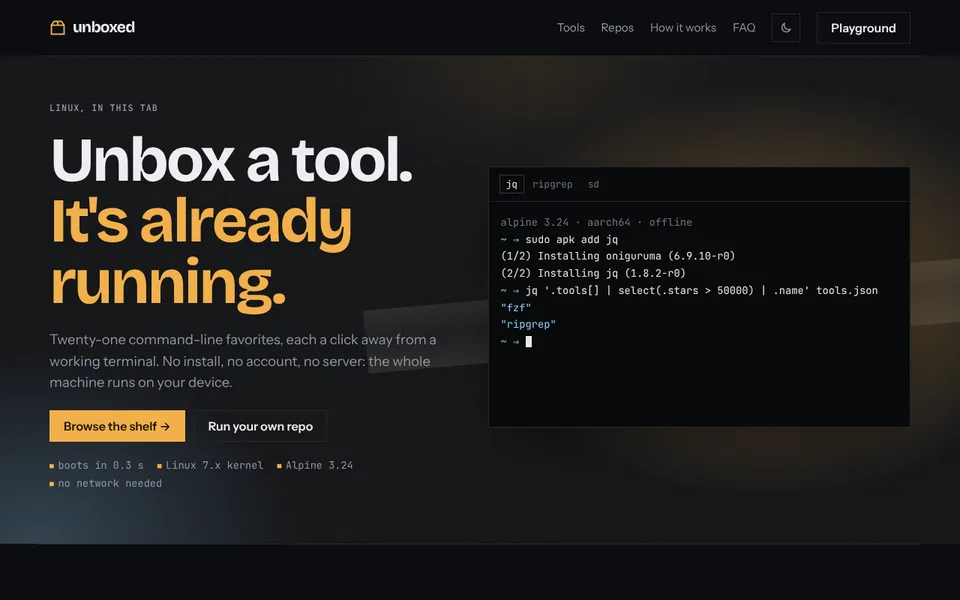 unboxed
Tools Repos How it works FAQ Playground
LINUX, IN THIS TAB
Unbox a tool.
It's already
running.
Twenty-one command-line favorites, each a click away from a
working terminal. No install, no account, no server: the whole
machine runs on your device.
Browse the shelf → Run your own repo
boots in 0.3 s Linux 7.x kernel Alpine 3.24
no network needed
jq ripgrep sd
alpine 3.24 · aarch64 · offline
~ → sudo apk add jq
(1/2) Installing oniguruma (6.9.10-r0)
(2/2) Installing jq (1.8.2-r0)
~ → jq '.tools[] | select(.stars > 50000) | .name' tools.json
"fzf"
"ripgrep"
~ →